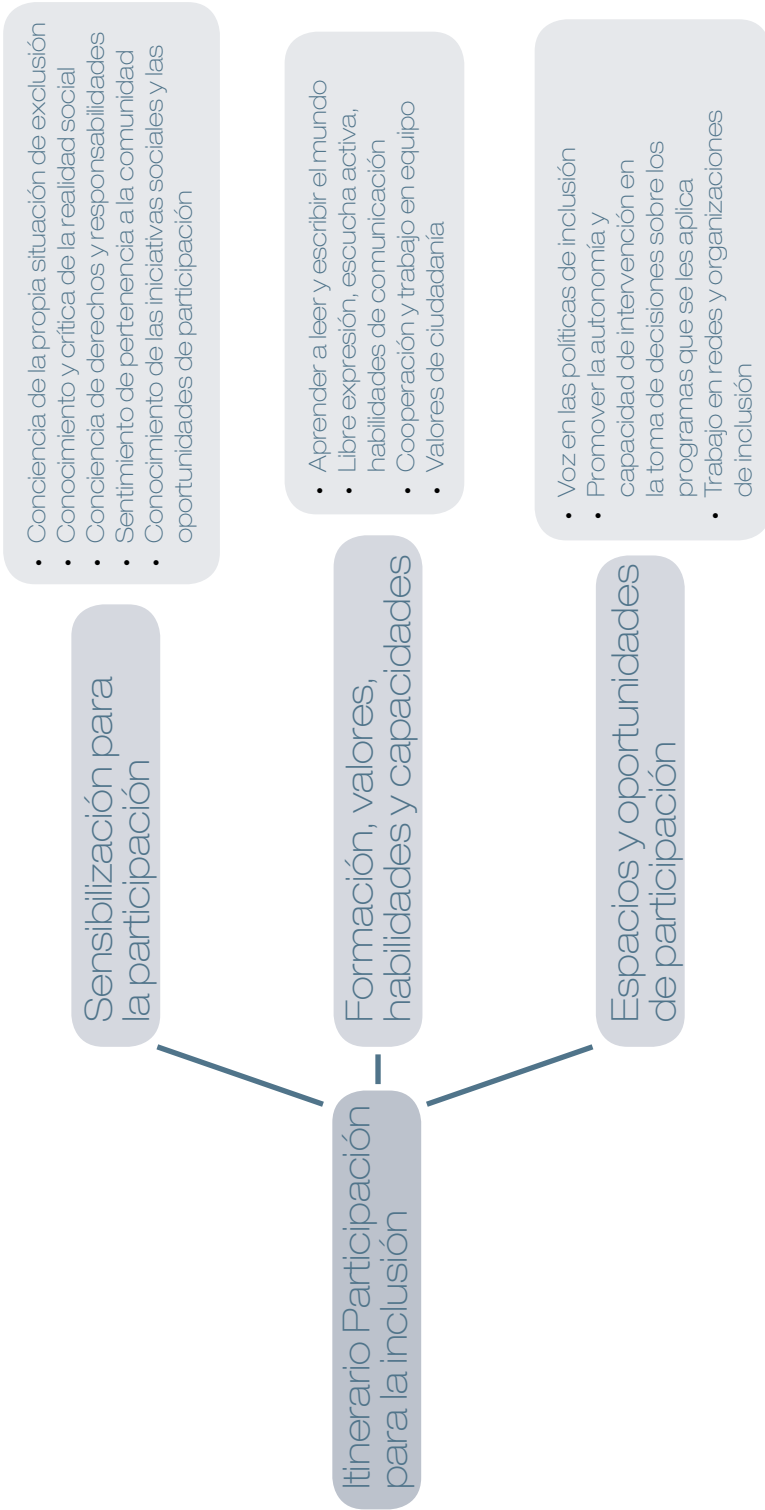 Itinerario Participación
para la inclusión
Sensibilización para
la participación
• Conciencia de la propia situación de exclusión
• Conocimiento y crítica de la realidad social
• Conciencia de derechos y responsabilidades
• Sentimiento de pertenencia a la comunidad
• Conocimiento de las iniciativas sociales y las
oportunidades de participación
Formación, valores,
habilidades y capacidades
• Aprender a leer y escribir el mundo
• Libre expresión, escucha activa,
habilidades de comunicación
• Cooperación y trabajo en equipo
• Valores de ciudadanía
Espacios y oportunidades
de participación
• Voz en las políticas de inclusión
• Promover la autonomía y
capacidad de intervención en
la toma de decisiones sobre los
programas que se les aplica
• Trabajo en redes y organizaciones
de inclusión